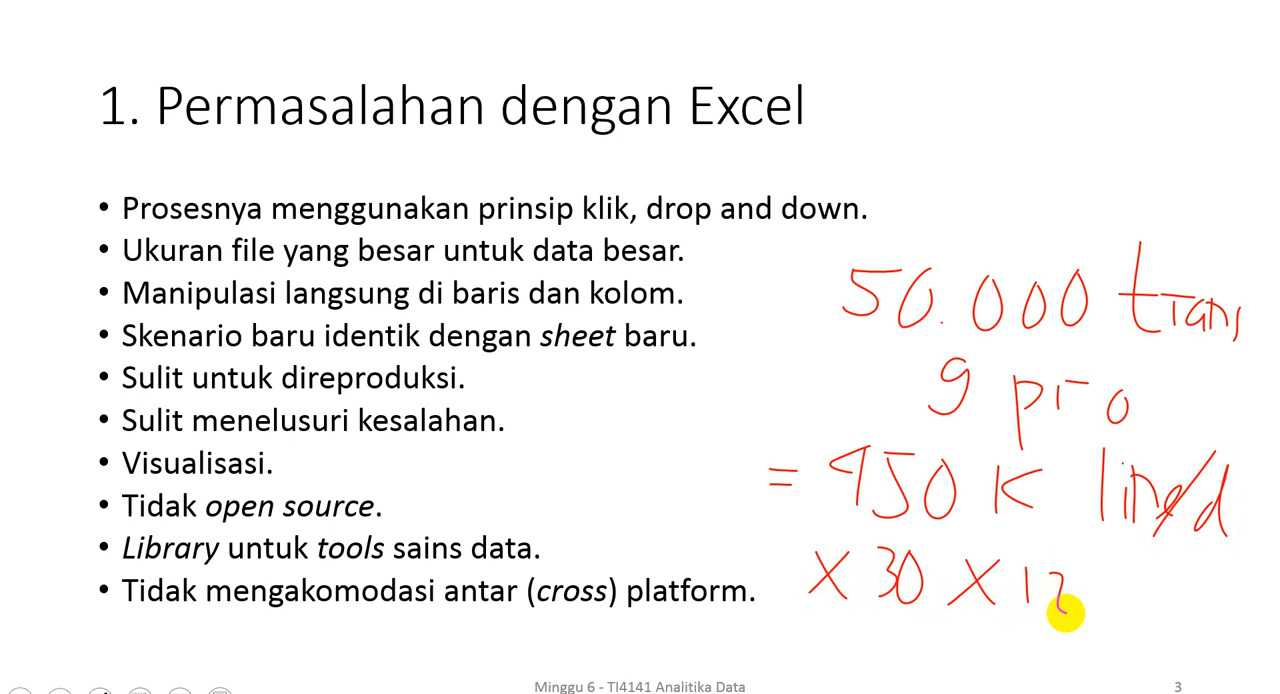 1. Permasalahan dengan Excel
• Prosesnya menggunakan prinsip klik, drop and down.
• Ukuran file yang besar untuk data besar.
• Manipulasi langsung di baris dan kolom.
• Skenario baru identik dengan sheet baru.
• Sulit untuk direproduksi.
• Sulit menelusuri kesalahan.
• Visualisasi.
• Tidak open source.
• Library untuk tools sains data.
• Tidak mengakomodasi antar (cross) platform.
50.000 trans
9 pro
= 450 K line/d
X 30 X 12
Minggu 6 - TI4141 Analitika Data
3